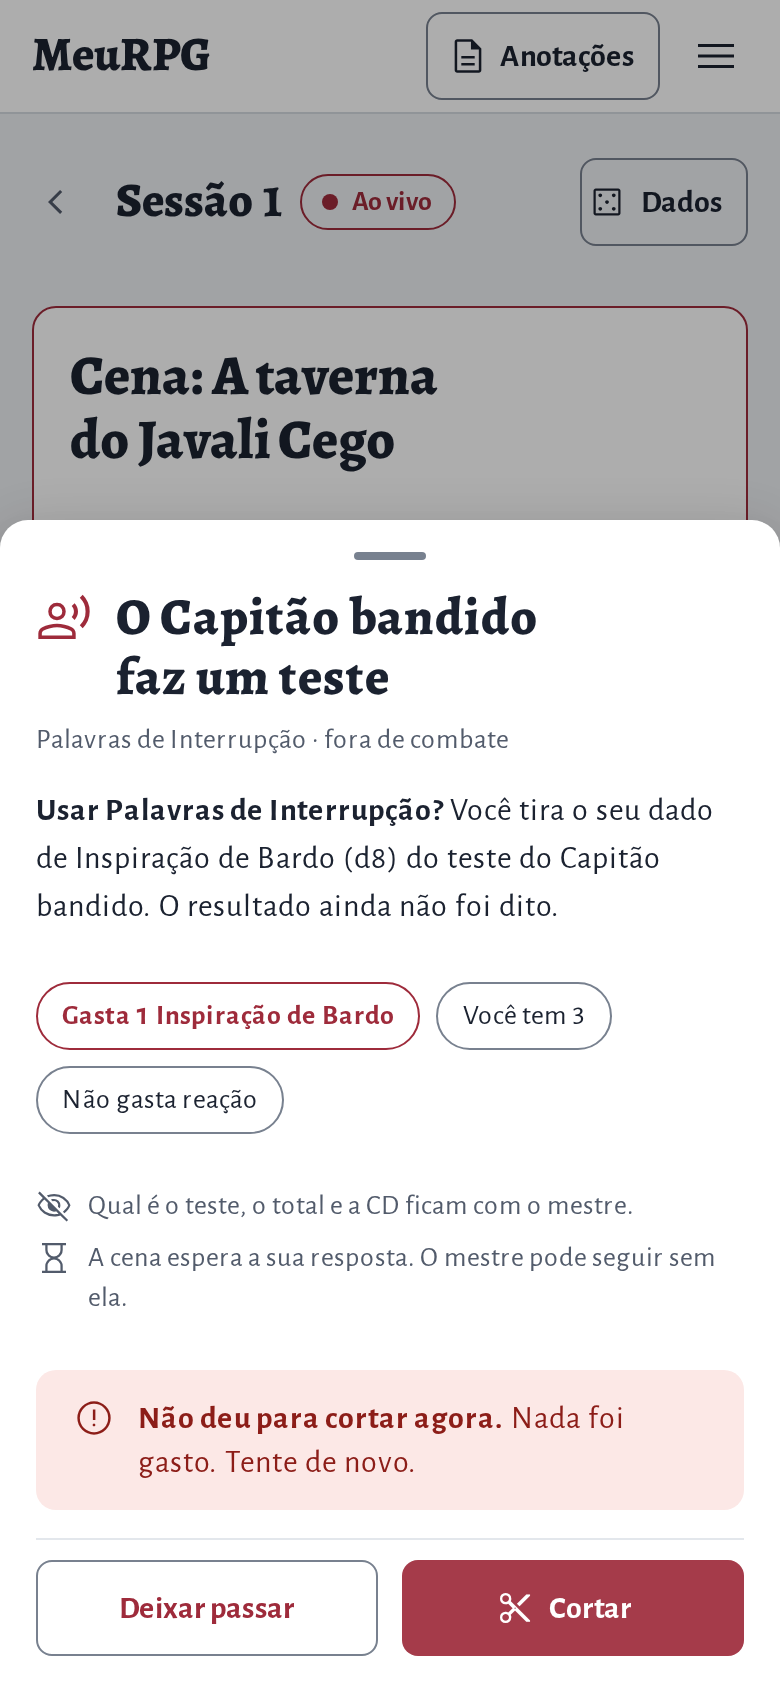 MeuRPG
Anotações
Sessão 1
Ao vivo
Dados
Cena: A taverna
do Javali Cego
O Capitão bandido
faz um teste
Palavras de Interrupção · fora de combate
Usar Palavras de Interrupção? Você tira o seu dado
de Inspiração de Bardo (d8) do teste do Capitão
bandido. O resultado ainda não foi dito.
Gasta 1 Inspiração de Bardo
Você tem 3
Não gasta reação
Qual é o teste, o total e a CD ficam com o mestre.
A cena espera a sua resposta. O mestre pode seguir sem
ela.
Não deu para cortar agora. Nada foi
gasto. Tente de novo.
Deixar passar
Cortar